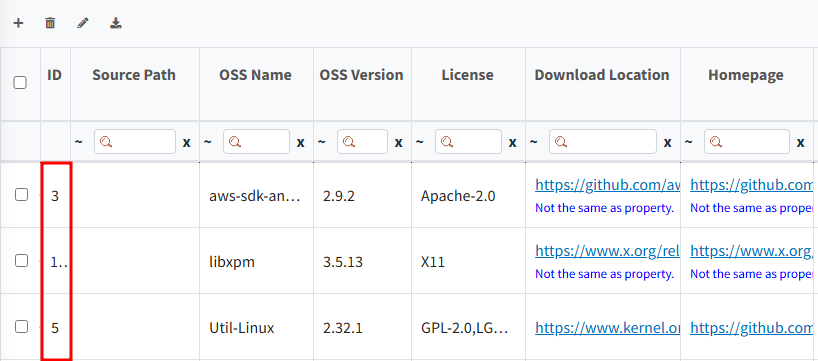 ID Source Path OSS Name OSS Version License Download Location Homepage
~ x ~ x ~ x ~ x ~ x ~ x
3 aws-sdk-an... 2.9.2 Apache-2.0 https://github.com/aw https://github.com
Not the same as property. Not the same as prope
1.. libxpm 3.5.13 X11 https://www.x.org/rel https://www.x.org/
Not the same as property. Not the same as prope
5 Util-Linux 2.32.1 GPL-2.0,LG... https://www.kernel.or https://github.com